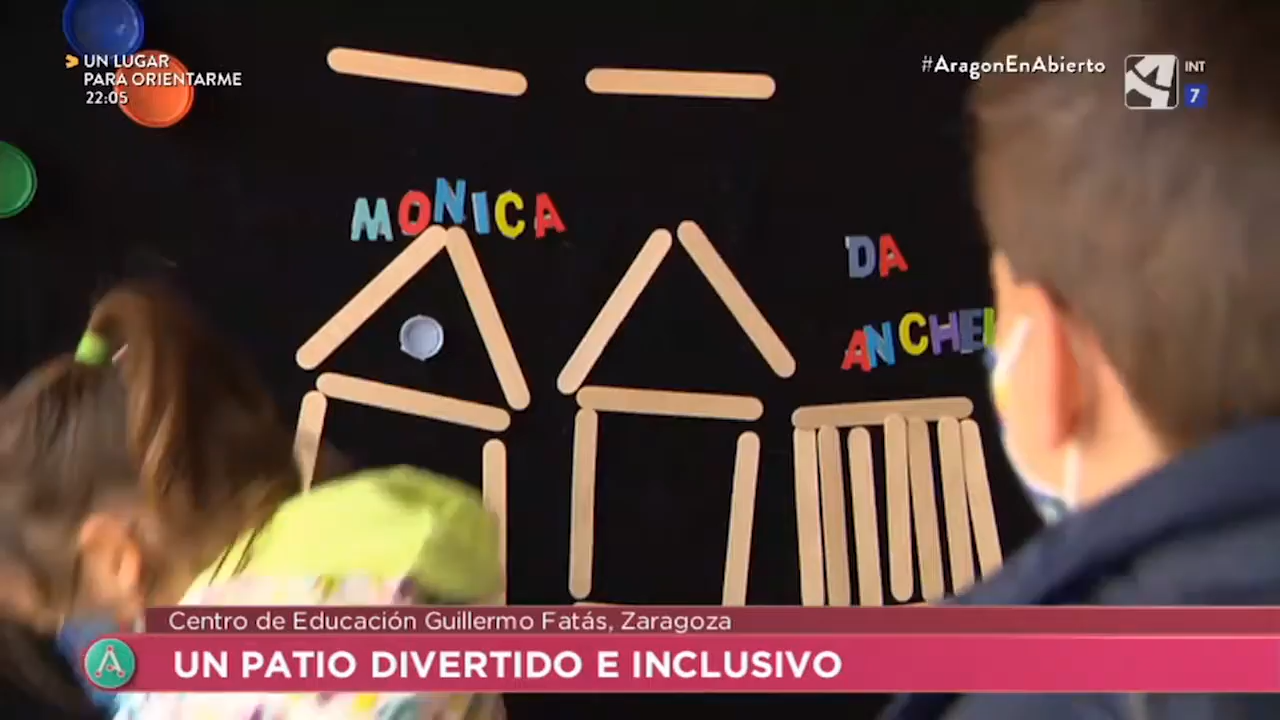 UN LUGAR
PARA ORIENTARME
22:05
#AragonEnAbierto
INT
7
MONICA
DA
ANCHE
Centro de Educación Guillermo Fatás, Zaragoza
UN PATIO DIVERTIDO E INCLUSIVO